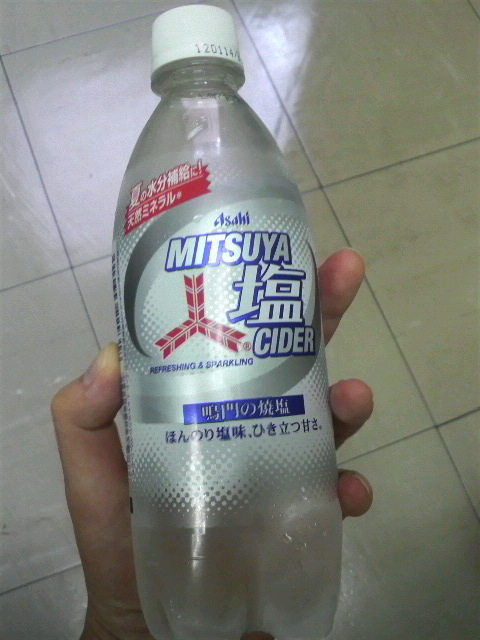 120114
夏の水分補給に!
天然ミネラル*
Asahi
MITSUYA
塩
CIDER
REFRESHING & SPARKLING
鳴門の焼塩
ほんのり塩味、ひき立つ甘さ。